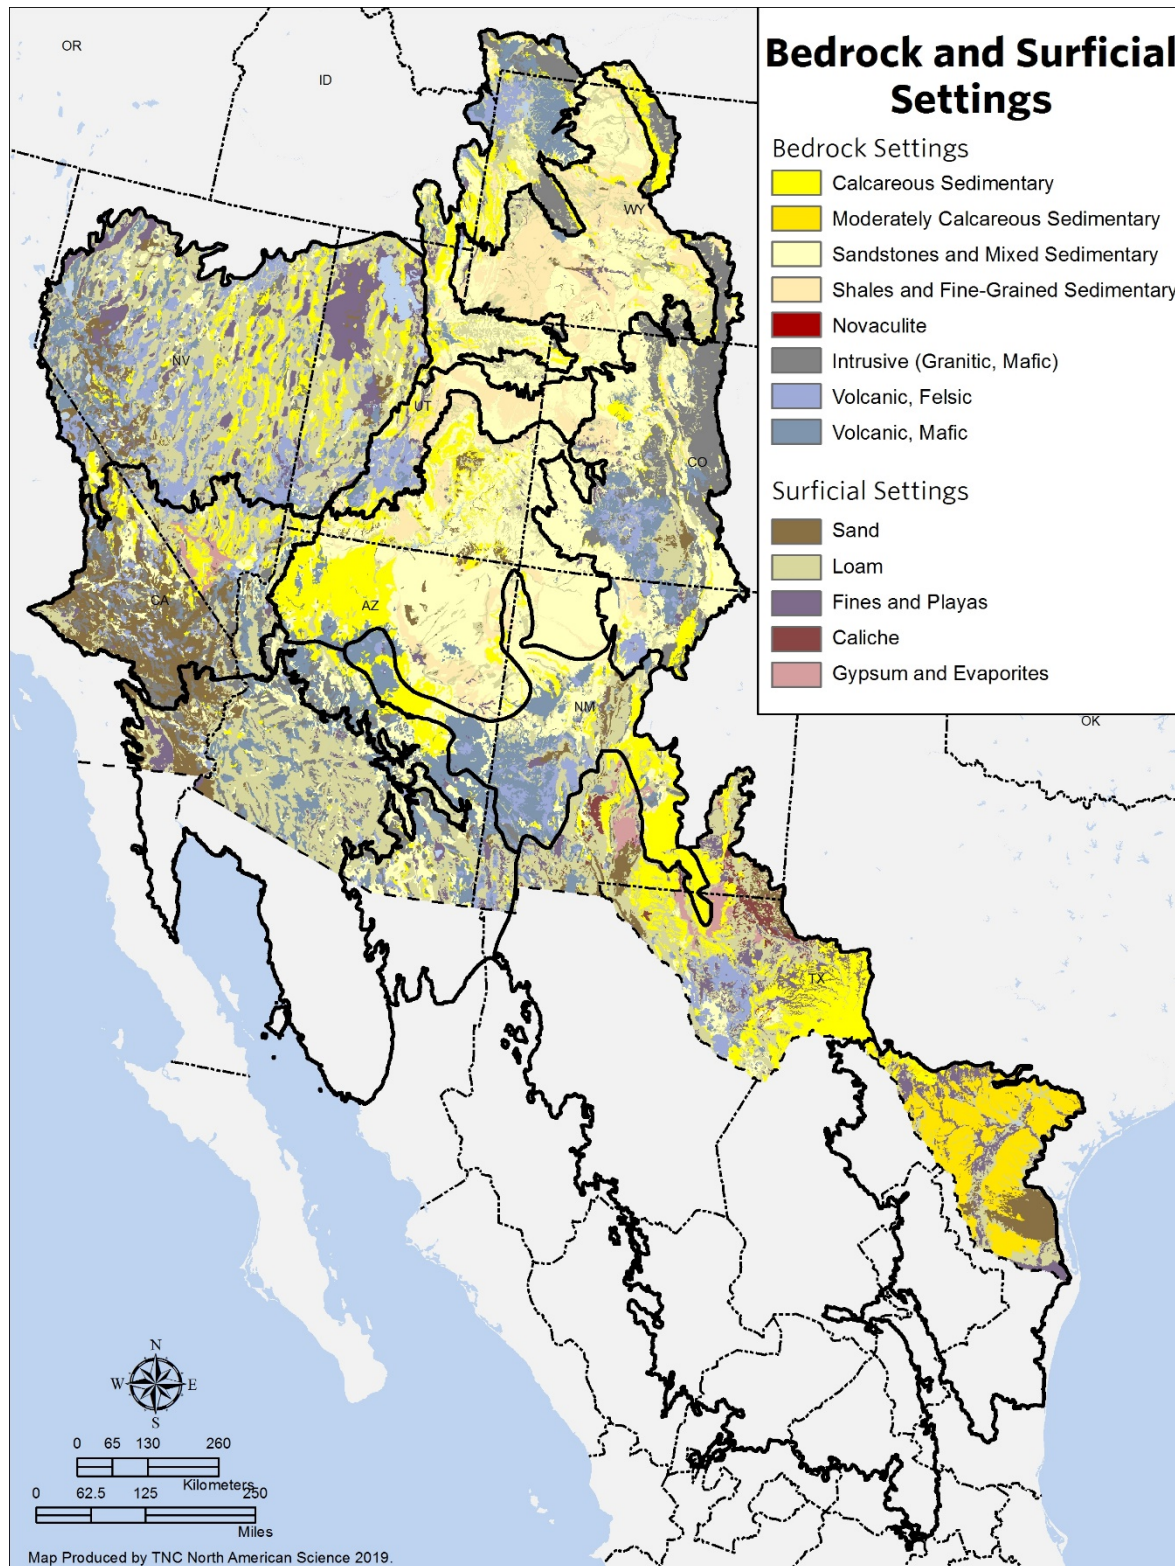 Bedrock and Surficial
Settings
Bedrock Settings
Calcareous Sedimentary
Moderately Calcareous Sedimentary
Sandstones and Mixed Sedimentary
Shales and Fine-Grained Sedimentary
Novaculite
Intrusive (Granitic, Mafic)
Volcanic, Felsic
Volcanic, Mafic
Surficial Settings
Sand
Loam
Fines and Playas
Caliche
Gypsum and Evaporites
OR
ID
WY
NV
UT
CO
CA
AZ
NM
OK
TX
N
W E
S
0 65 130 260
Kilometers
0 62.5 125 250
Miles
Map Produced by TNC North American Science 2019.